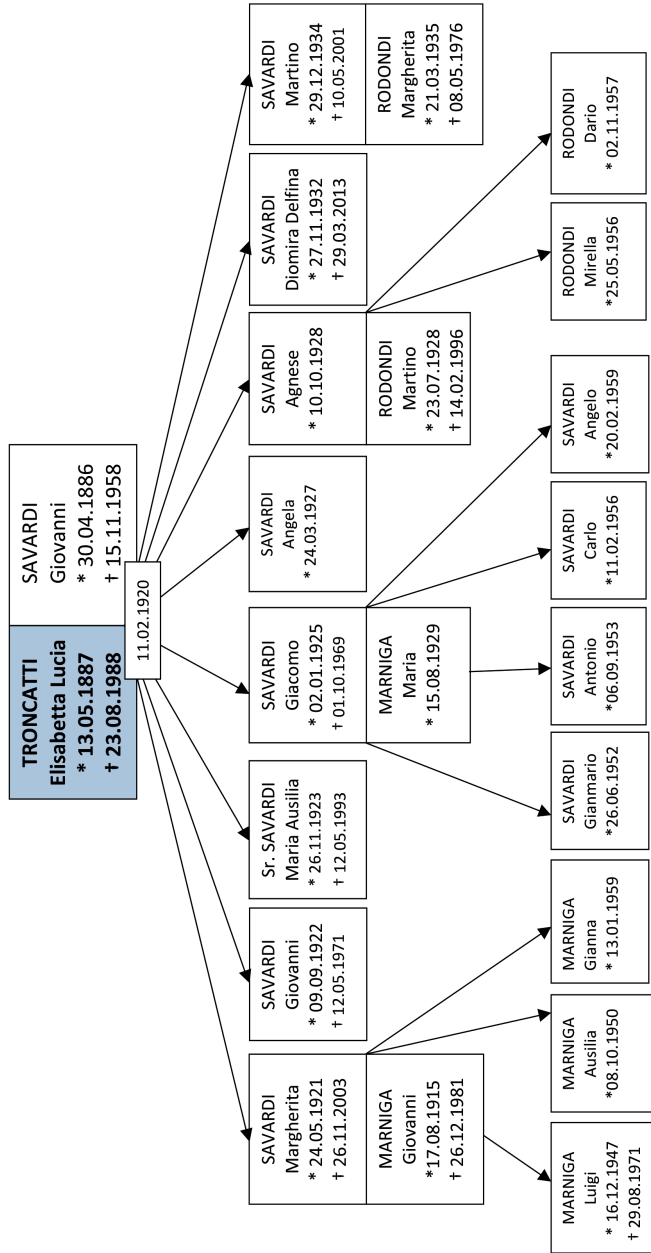 TRONCATTI
Elisabetta Lucia
* 13.05.1887
† 23.08.1988
SAVARDI
Giovanni
* 30.04.1886
† 15.11.1958
11.02.1920
SAVARDI
Margherita
* 24.05.1921
† 26.11.2003
MARNIGA
Giovanni
*17.08.1915
† 26.12.1981
SAVARDI
Giovanni
* 09.09.1922
† 12.05.1971
Sr. SAVARDI
Maria Ausilia
* 26.11.1923
† 12.05.1993
SAVARDI
Giacomo
* 02.01.1925
† 01.10.1969
MARNIGA
Maria
* 15.08.1929
SAVARDI
Angela
* 24.03.1927
SAVARDI
Agnese
* 10.10.1928
RODONDI
Martino
* 23.07.1928
† 14.02.1996
SAVARDI
Diomira Delfina
* 27.11.1932
† 29.03.2013
SAVARDI
Martino
* 29.12.1934
† 10.05.2001
RODONDI
Margherita
* 21.03.1935
† 08.05.1976
MARNIGA
Luigi
* 16.12.1947
† 29.08.1971
MARNIGA
Ausilia
*08.10.1950
MARNIGA
Gianna
* 13.01.1959
SAVARDI
Gianmario
*26.06.1952
SAVARDI
Antonio
*06.09.1953
SAVARDI
Carlo
*11.02.1956
SAVARDI
Angelo
*20.02.1959
RODONDI
Mirella
*25.05.1956
RODONDI
Dario
* 02.11.1957